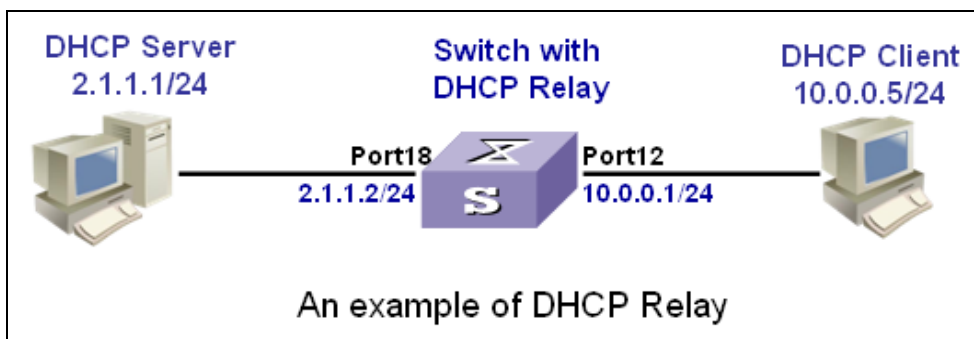 DHCP Server
2.1.1.1/24
Switch with
DHCP Relay
DHCP Client
10.0.0.5/24
Port18
2.1.1.2/24
S
Port12
10.0.0.1/24
An example of DHCP Relay